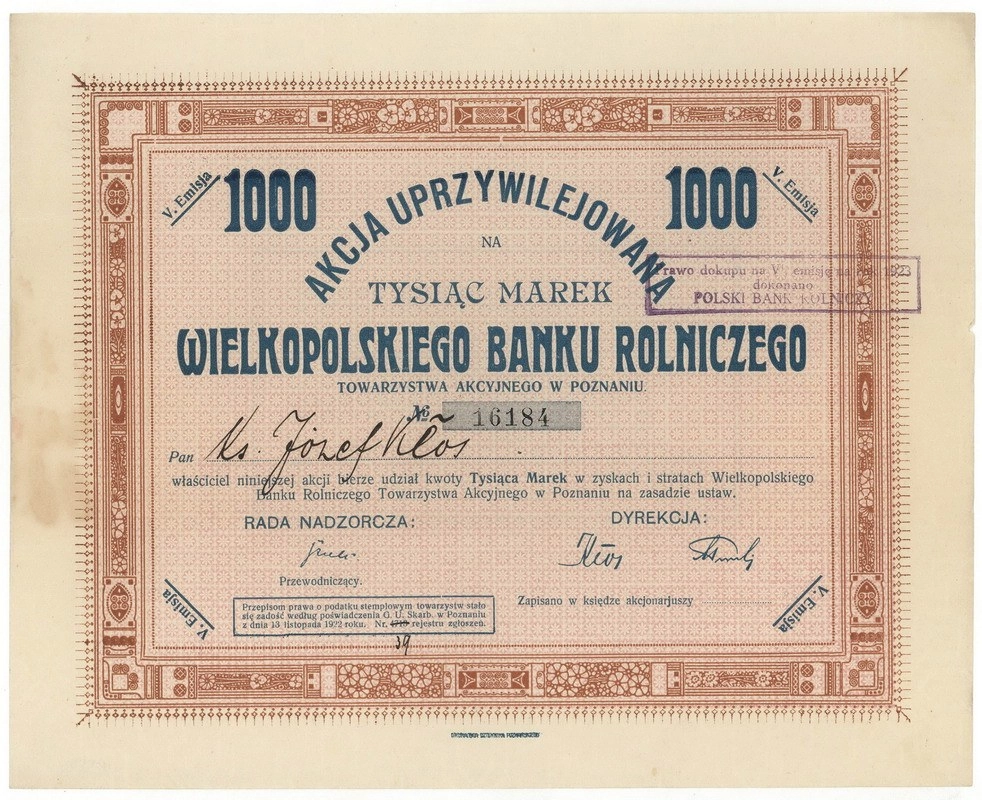 V. Emisja 1000 1000 V. Emisja
AKCJA UPRZYWILEJOWANA
NA
TYSIĄC MAREK
Prawo dokupu na V. emisję 1923
dokonano
POLSKI BANK ROLNICZY
WIELKOPOLSKIEGO BANKU ROLNICZEGO
TOWARZYSTWA AKCYJNEGO W POZNANIU.
№ 16184
Pan Ks. Józef Kłos
właściciel niniejszej akcji bierze udział kwoty Tysiąca Marek w zyskach i stratach Wielkopolskiego
Banku Rolniczego Towarzystwa Akcyjnego w Poznaniu na zasadzie ustaw.
RADA NADZORCZA: DYREKCJA:
Kłos
Przewodniczący.
Zapisano w księdze akcjonarjuszy
Przepisom prawa o podatku stemplowym towarzystw stało
się zadość według poświadczenia G. U. Skarb. w Poznaniu
z dnia 13 listopada 1922 roku. Nr. rejestru zgłoszeń.
39
V. Emisja V. Emisja